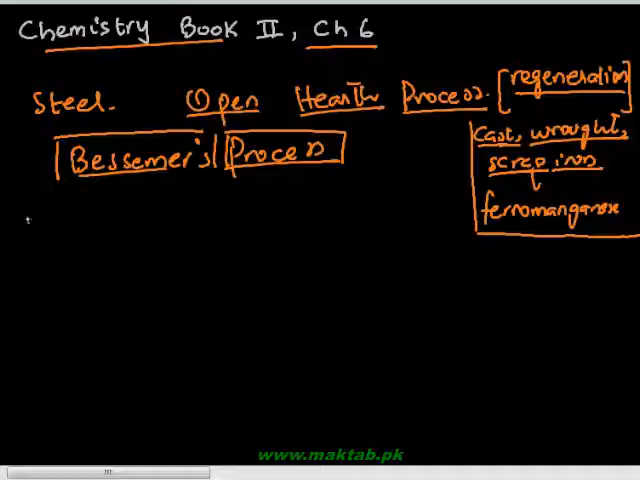 Chemistry Book II, Ch 6
Steel. Open Hearth Process. [regeneration]
Bessemer's Process
cast, wrought,
scrap iron
ferromanganese
www.maktab.pk